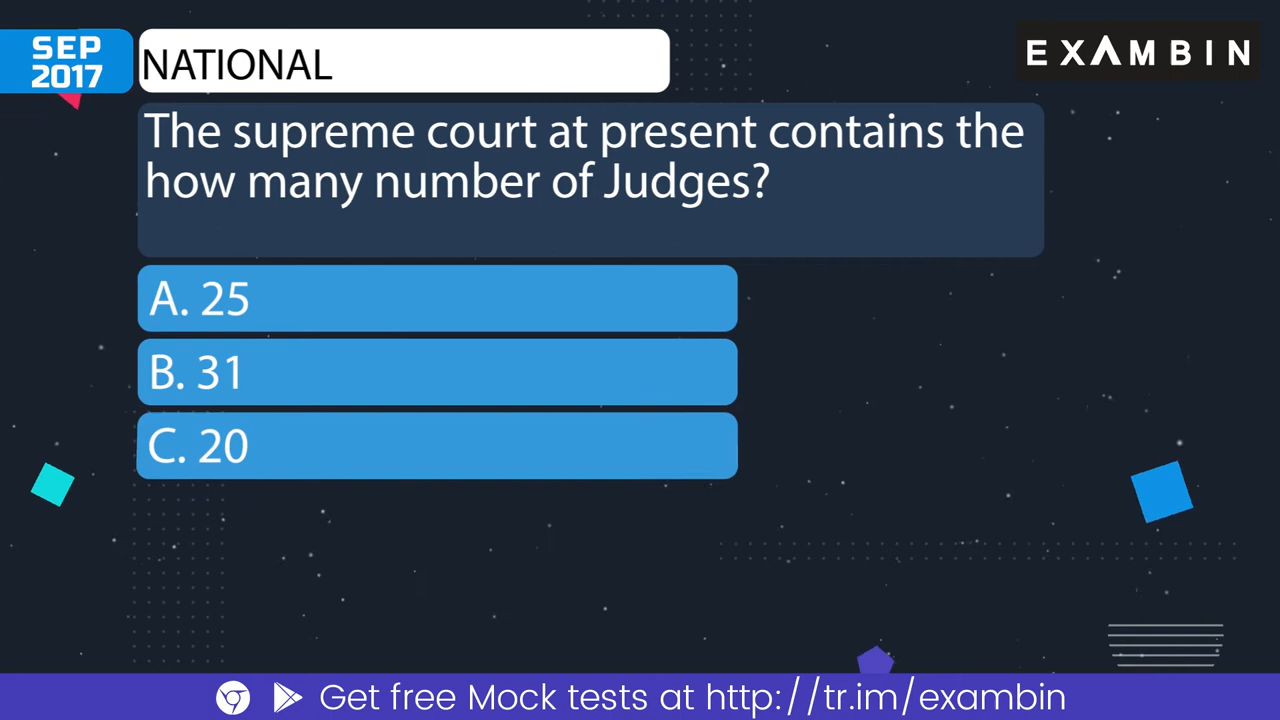 SEP
2017
NATIONAL
EXAMBIN
The supreme court at present contains the
how many number of Judges?
A. 25
B. 31
C. 20
Get free Mock tests at http://tr.im/exambin